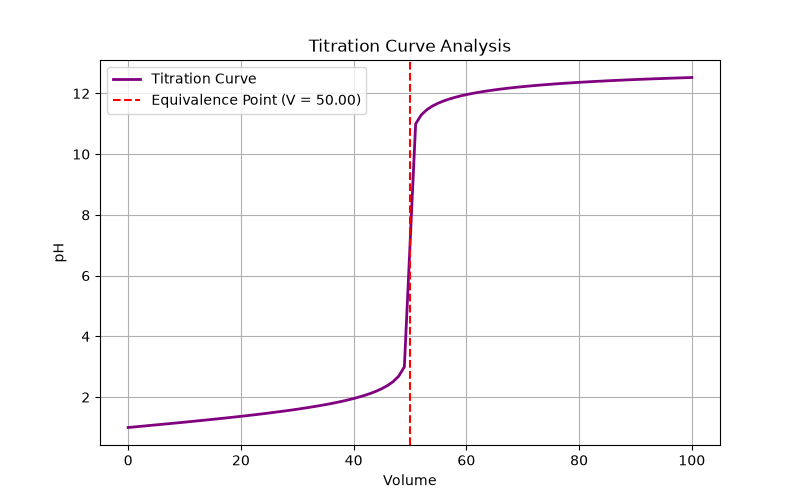 Titration Curve Analysis
Titration Curve
Equivalence Point (V = 50.00)
pH
12
10
8
6
4
2
0 20 40 60 80 100
Volume